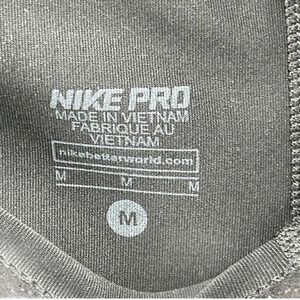 NIKE PRO
MADE IN VIETNAM
FABRIQUE AU
VIETNAM
nikebetterworld.com
M M M
M